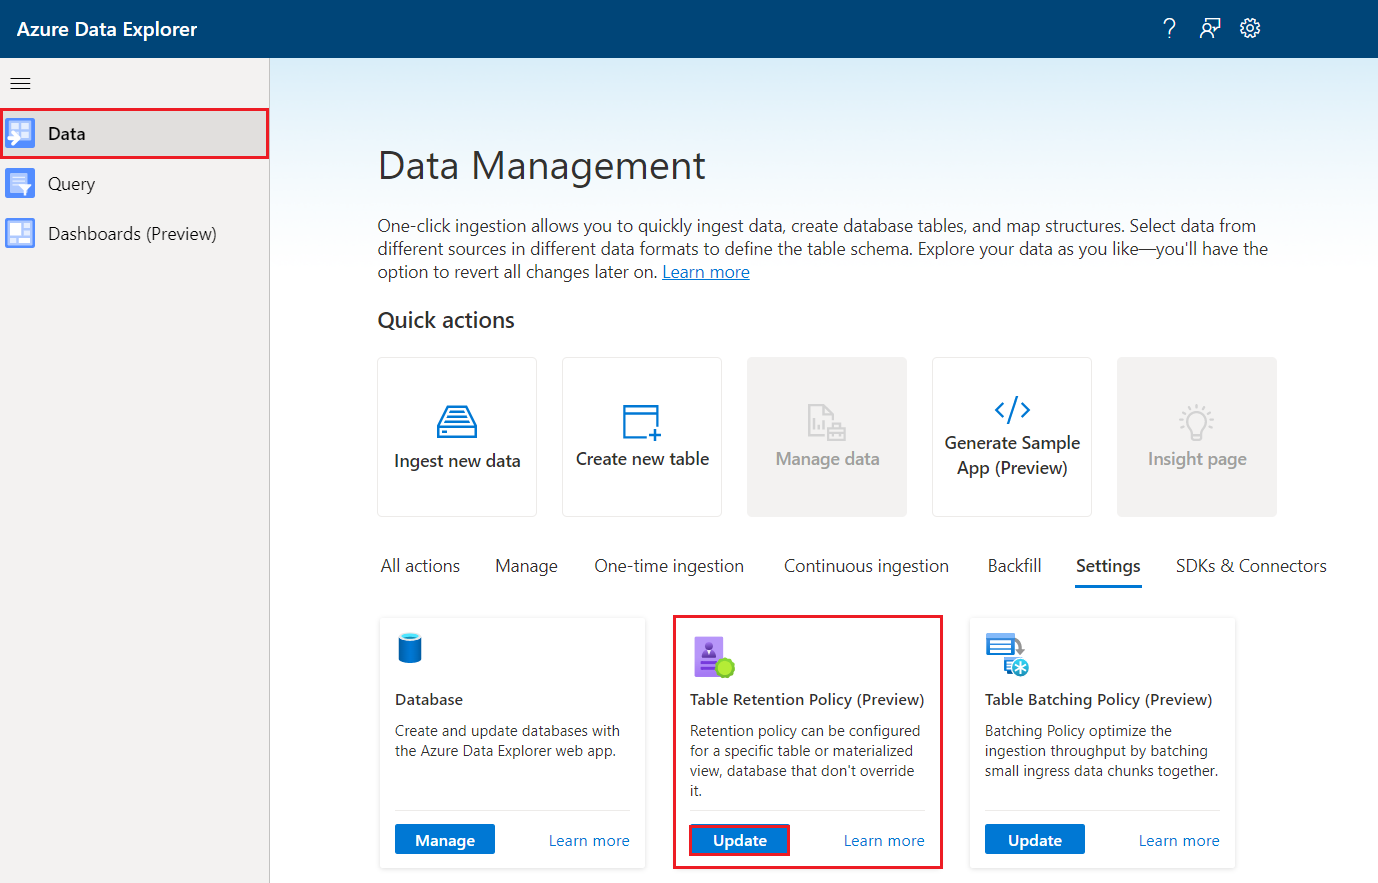 Azure Data Explorer
Data
Query
Dashboards (Preview)
Data Management
One-click ingestion allows you to quickly ingest data, create database tables, and map structures. Select data from
different sources in different data formats to define the table schema. Explore your data as you like—you'll have the
option to revert all changes later on. Learn more
Quick actions
Ingest new data
Create new table
Manage data
Generate Sample
App (Preview)
Insight page
All actions
Manage
One-time ingestion
Continuous ingestion
Backfill
Settings
SDKs & Connectors
Database
Create and update databases with
the Azure Data Explorer web app.
Manage
Learn more
Table Retention Policy (Preview)
Retention policy can be configured
for a specific table or materialized
view, database that don't override
it.
Update
Learn more
Table Batching Policy (Preview)
Batching Policy optimize the
ingestion throughput by batching
small ingress data chunks together.
Update
Learn more